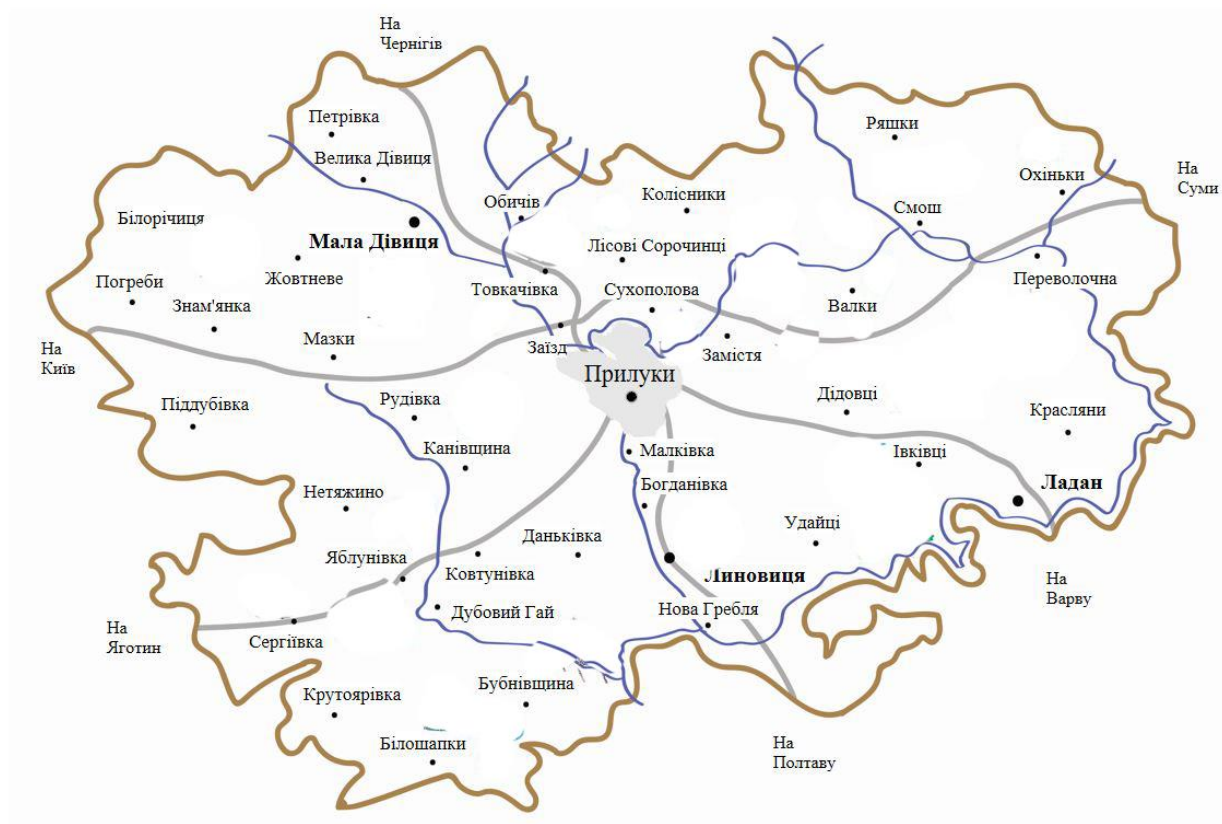 На
Чернігів
Петрівка
Велика Дівиця
Ряшки
Охіньки
На
Суми
Обичів
Колісники
Білорічиця
Смош
Мала Дівиця
Лісові Сорочинці
Жовтневе
Погреби
Товкачівка
Сухополова
Переволочна
Знам'янка
Валки
Мазки
Заїзд
Замістя
На
Київ
Прилуки
Піддубівка
Рудівка
Дідовці
Красляни
Канівщина
Малківка
Івківці
Нетяжино
Богданівка
Ладан
Удайці
Яблунівка
Даньківка
Ковтунівка
Линовиця
На
Варву
Дубовий Гай
Нова Гребля
На
Яготин
Сергіївка
Крутоярівка
Бубнівщина
Білошапки
На
Полтаву